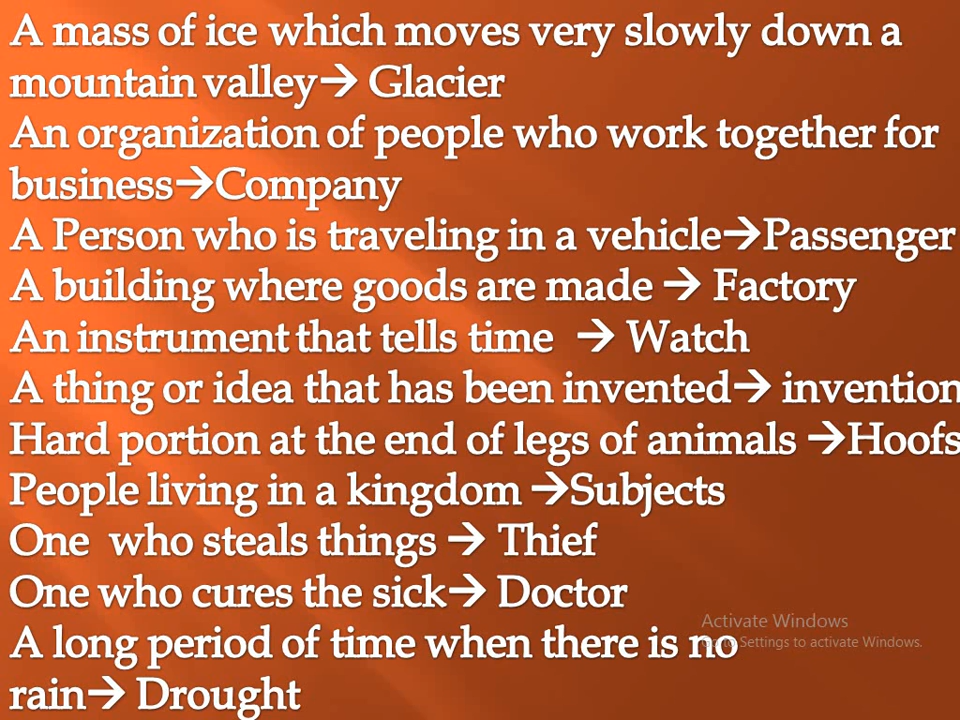 A mass of ice which moves very slowly down a
mountain valley→ Glacier
An organization of people who work together for
business→Company
A Person who is traveling in a vehicle→Passenger
A building where goods are made → Factory
An instrument that tells time → Watch
A thing or idea that has been invented→ invention
Hard portion at the end of legs of animals →Hoofs
People living in a kingdom →Subjects
One who steals things → Thief
One who cures the sick→ Doctor
A long period of time when there is no
rain→ Drought
Activate Windows
Go to Settings to activate Windows.